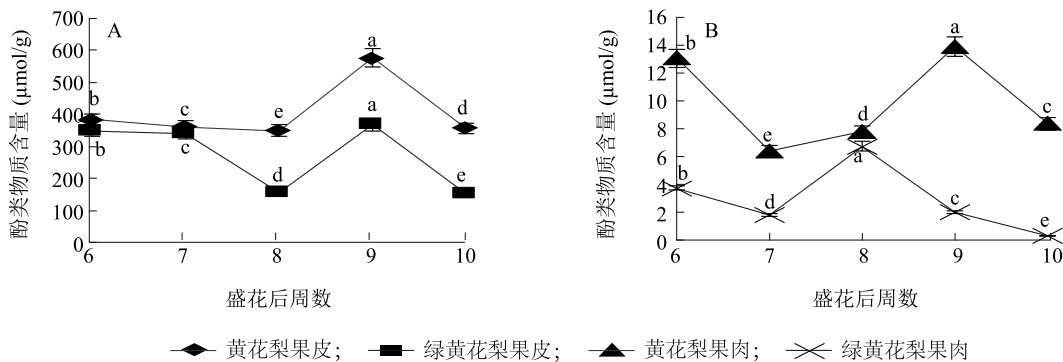 A
酚类物质含量 (μmol/g)
700
600
500
400
300
200
100
0
b
c
e
a
d
b
c
d
a
e
6 7 8 9 10
盛花后周数
B
酚类物质含量 (μmol/g)
16
14
12
10
8
6
4
2
0
b
e
d
a
c
b
d
a
c
e
6 7 8 9 10
盛花后周数
黄花梨果皮; 绿黄花梨果皮; 黄花梨果肉; 绿黄花梨果肉